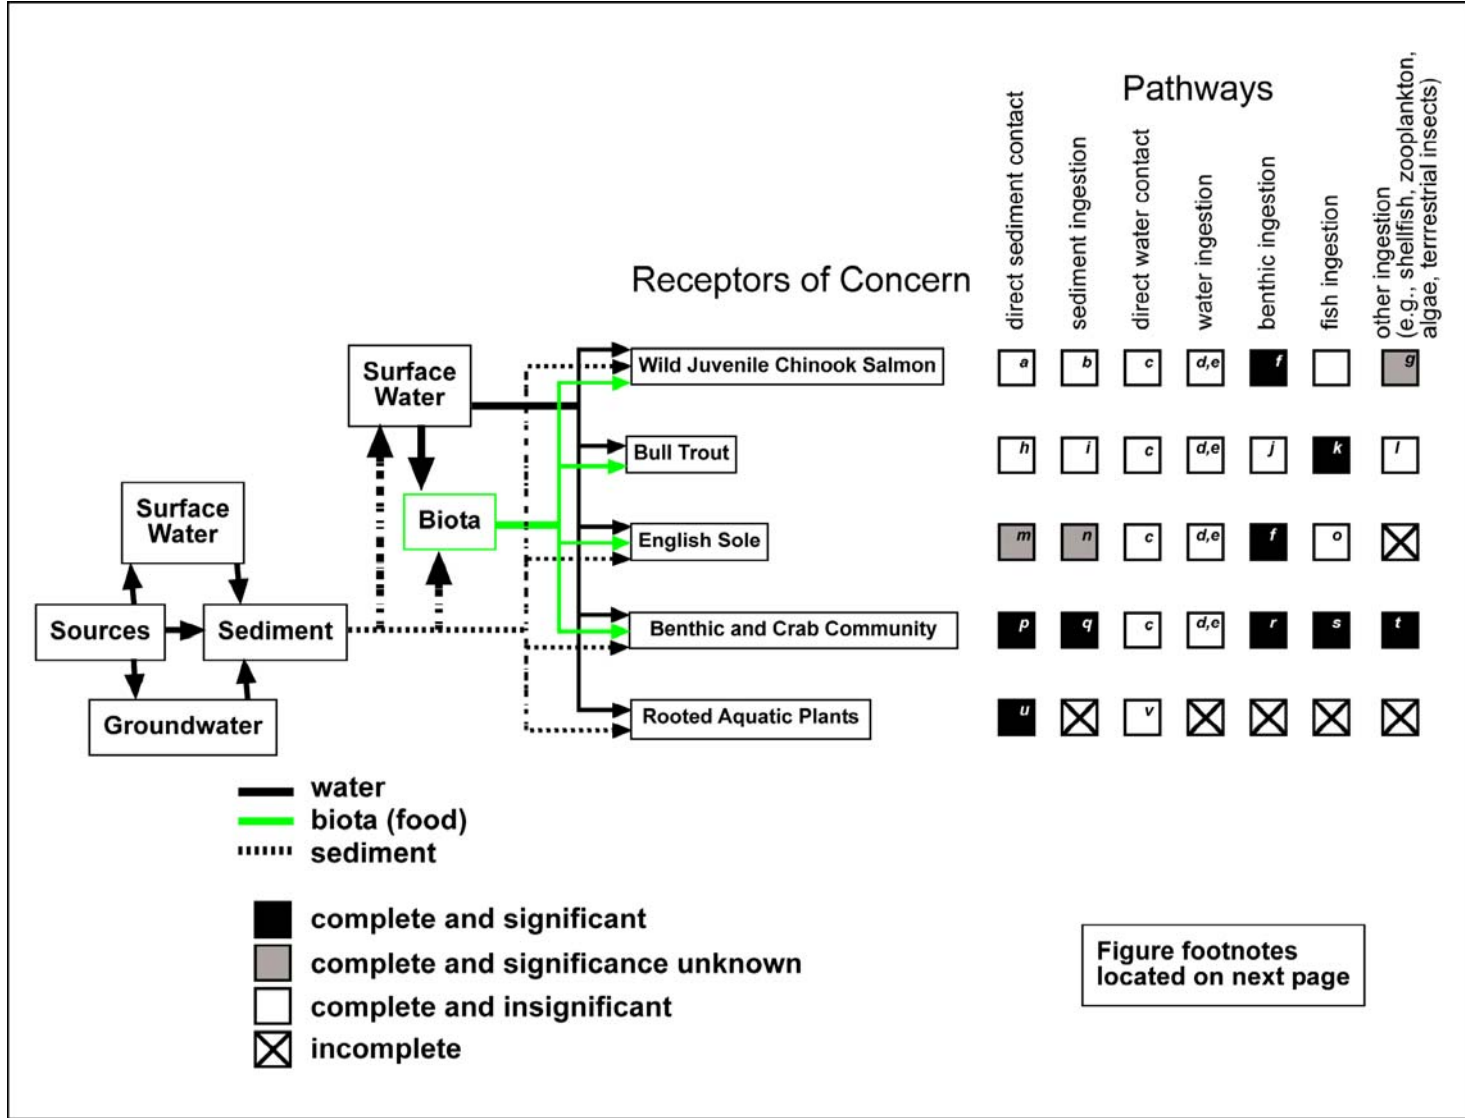 Pathways
direct sediment contact
sediment ingestion
direct water contact
water ingestion
benthic ingestion
fish ingestion
other ingestion
(e.g., shellfish, zooplankton,
algae, terrrestrial insects)
Receptors of Concern
Wild Juvenile Chinook Salmon
a b c d,e f g
Bull Trout
h i c d,e j k l
English Sole
m n c d,e f o
Benthic and Crab Community
p q c d,e r s t
Rooted Aquatic Plants
u v
Surface
Water
Biota
Surface
Water
Sources
Sediment
Groundwater
water
biota (food)
sediment
complete and significant
complete and significance unknown
complete and insignificant
incomplete
Figure footnotes
located on next page